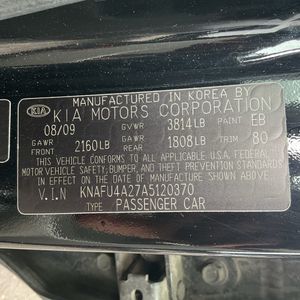 MANUFACTURED IN KOREA BY
KIA KIA MOTORS CORPORATION
08/09 GVWR 3814LB PAINT EB
GAWR FRONT 2160LB GAWR REAR 1808LB TRIM 80
THIS VEHICLE CONFORMS TO ALL APPLICABLE U.S.A. FEDERAL
MOTOR VEHICLE SAFETY, BUMPER, AND THEFT PREVENTION STANDARDS
IN EFFECT ON THE DATE OF MANUFACTURE SHOWN ABOVE.
V.I.N KNAFU4A27A5120370
TYPE PASSENGER CAR